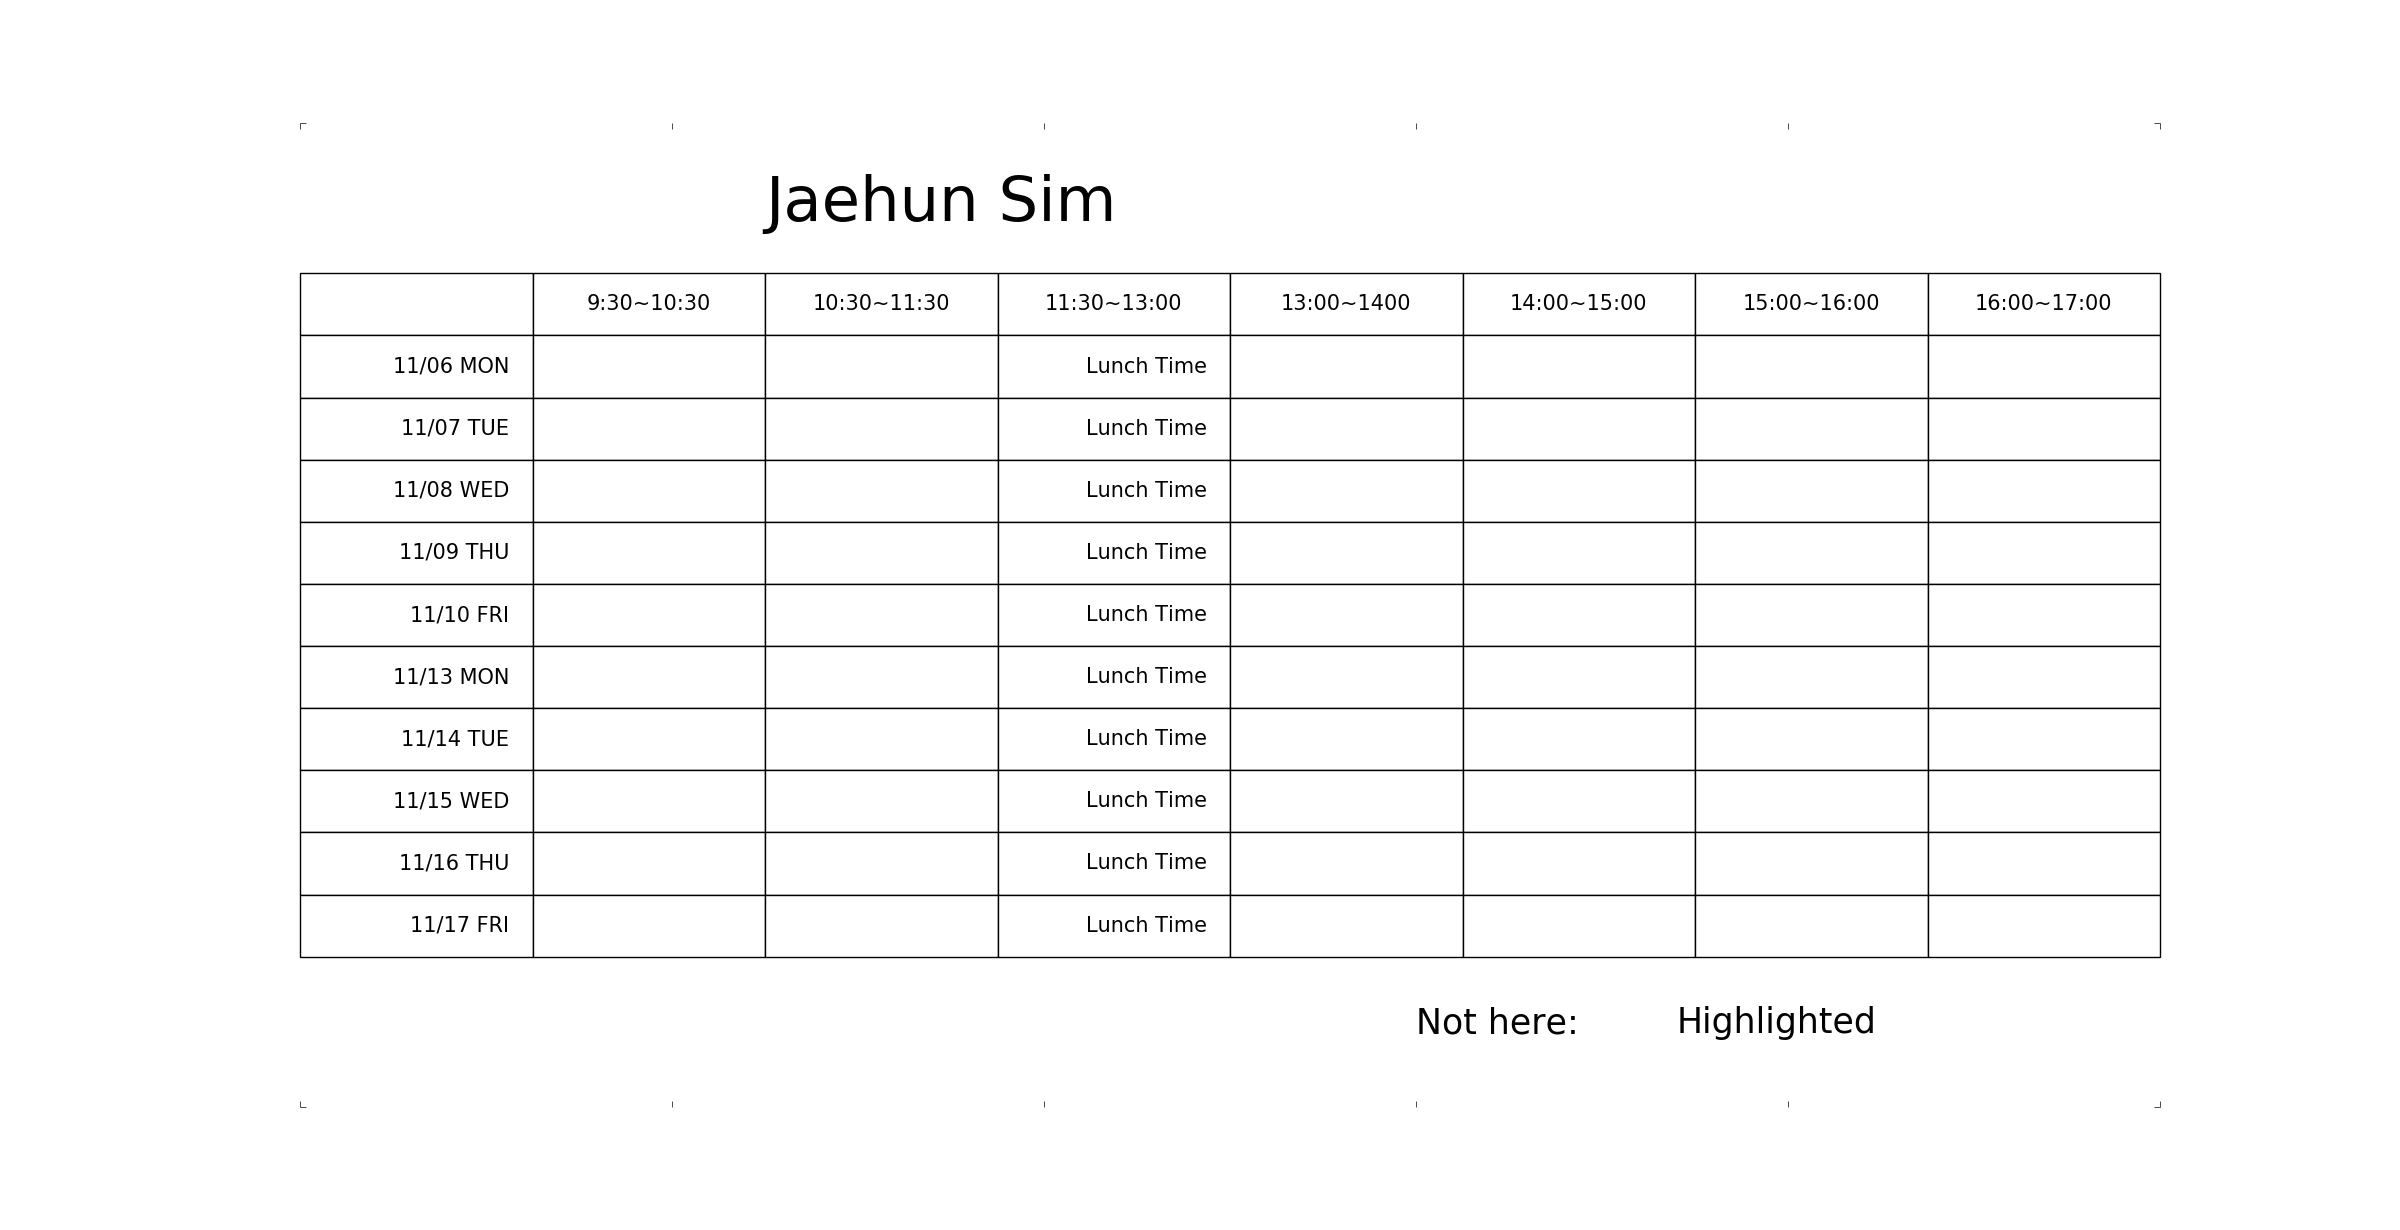 Jaehun Sim
9:30~10:30 10:30~11:30 11:30~13:00 13:00~1400 14:00~15:00 15:00~16:00 16:00~17:00
11/06 MON Lunch Time
11/07 TUE Lunch Time
11/08 WED Lunch Time
11/09 THU Lunch Time
11/10 FRI Lunch Time
11/13 MON Lunch Time
11/14 TUE Lunch Time
11/15 WED Lunch Time
11/16 THU Lunch Time
11/17 FRI Lunch Time
Not here: Highlighted